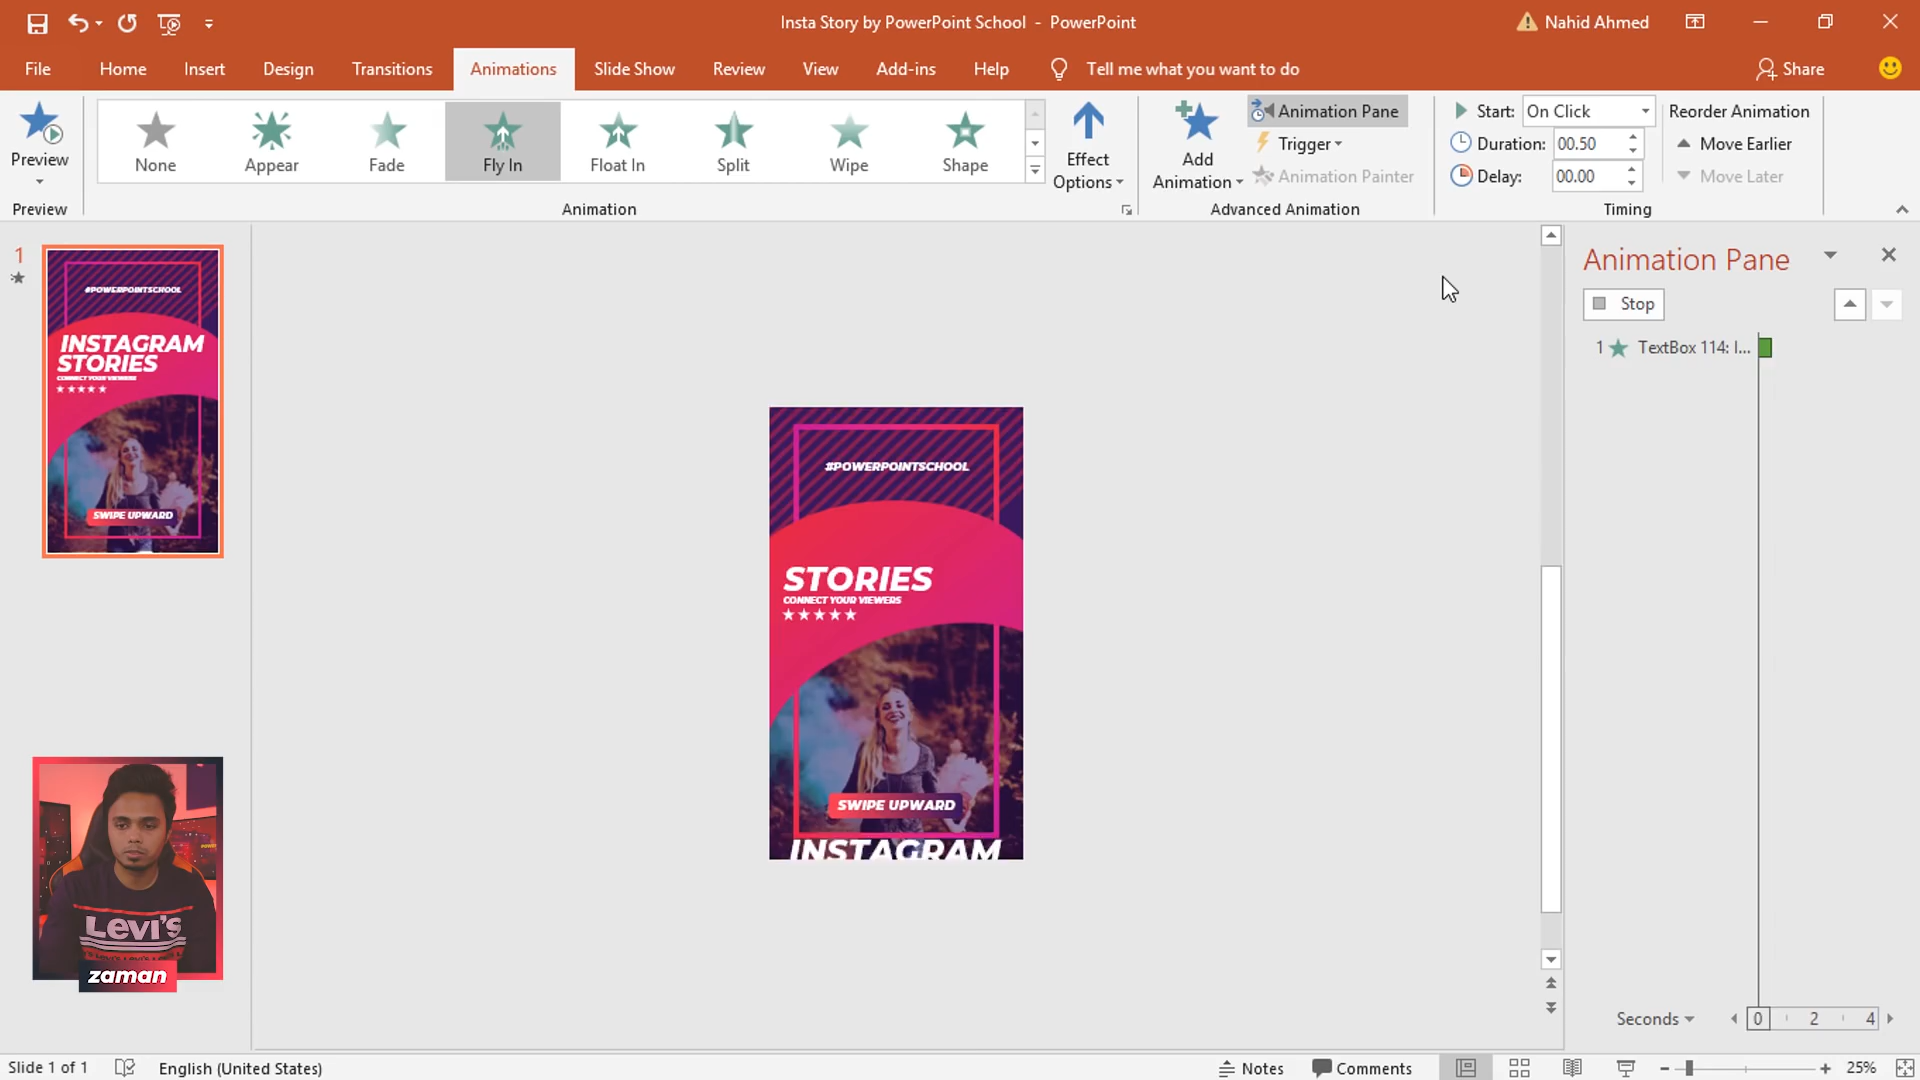 Insta Story by PowerPoint School - PowerPoint
Nahid Ahmed
File
Home
Insert
Design
Transitions
Animations
Slide Show
Review
View
Add-ins
Help
Tell me what you want to do
Share
Preview
Preview
None
Appear
Fade
Fly In
Float In
Split
Wipe
Shape
Animation
Effect
Options
Add
Animation
Animation Pane
Trigger
Animation Painter
Advanced Animation
Start: On Click
Duration: 00.50
Delay: 00.00
Timing
Reorder Animation
Move Earlier
Move Later
1
#POWERPOINTSCHOOL
INSTAGRAM
STORIES
SWIPE UPWARD
LEVI'S
zaman
#POWERPOINTSCHOOL
STORIES
CONNECT YOUR VIEWERS
SWIPE UPWARD
INSTAGRAM
Animation Pane
Stop
1 TextBox 114: I...
Seconds
0 2 4
Slide 1 of 1
English (United States)
Notes
Comments
25%